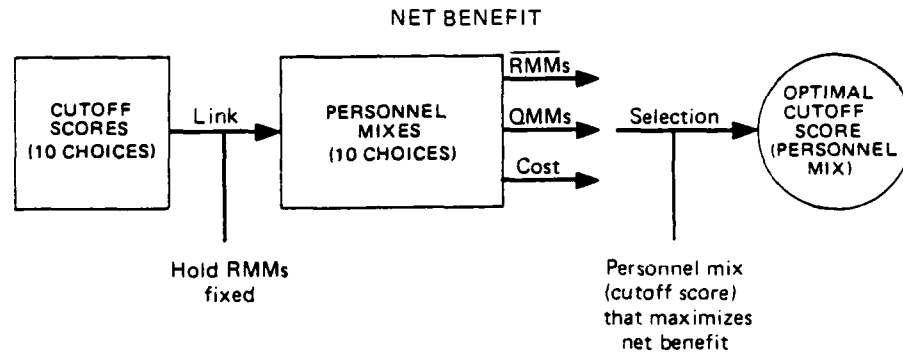 NET BENEFIT
CUTOFF
SCORES
(10 CHOICES)
Link
Hold RMMs
fixed
PERSONNEL
MIXES
(10 CHOICES)
RMMs
QMMs
Cost
Selection
Personnel mix
(cutoff score)
that maximizes
net benefit
OPTIMAL
CUTOFF
SCORE
(PERSONNEL
MIX)